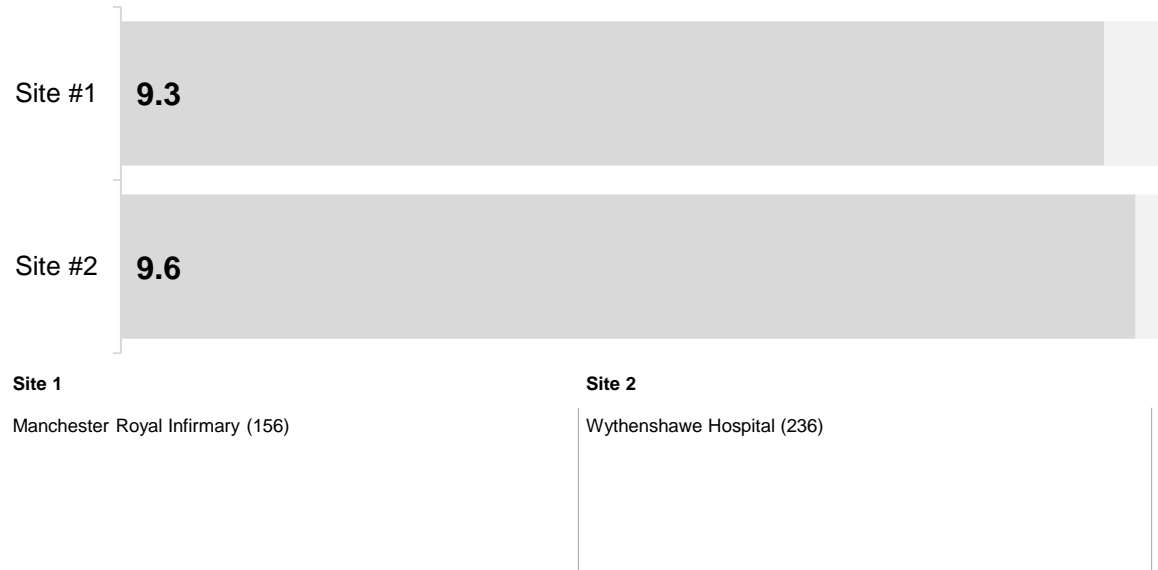 Site #1 9.3
Site #2 9.6
Site 1 Site 2
Manchester Royal Infirmary (156) Wythenshawe Hospital (236)